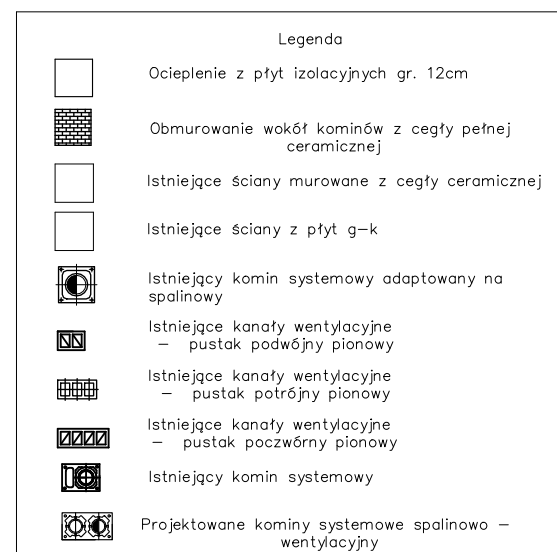 Legenda
Ocieplenie z płyt izolacyjnych gr. 12cm
Obmurowanie wokół kominów z cegły pełnej
ceramicznej
Istniejące ściany murowane z cegły ceramicznej
Istniejące ściany z płyt g-k
Istniejący komin systemowy adaptowany na
spalinowy
Istniejące kanały wentylacyjne
— pustak podwójny pionowy
Istniejące kanały wentylacyjne
— pustak potrójny pionowy
Istniejące kanały wentylacyjne
— pustak poczwórny pionowy
Istniejący komin systemowy
Projektowane kominy systemowe spalinowo —
wentylacyjny